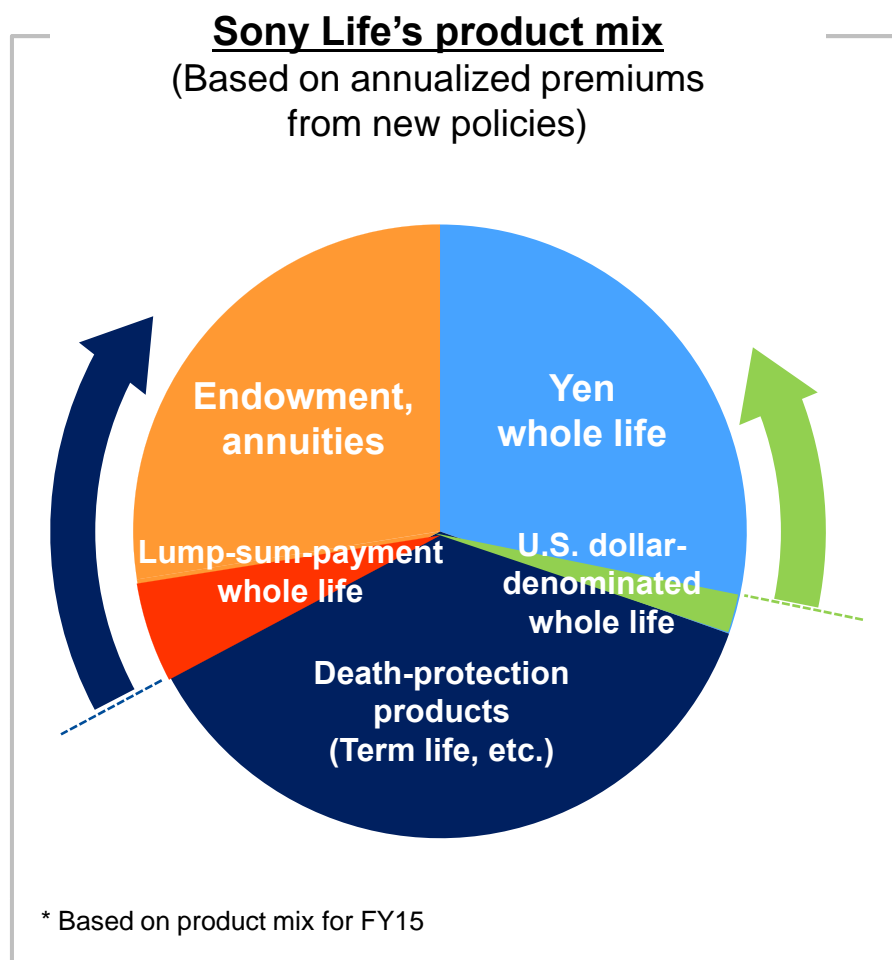 Sony Life’s product mix
(Based on annualized premiums
from new policies)
Endowment,
annuities
Yen
whole life
Lump-sum-payment
whole life
U.S. dollar-
denominated
whole life
Death-protection
products
(Term life, etc.)
* Based on product mix for FY15